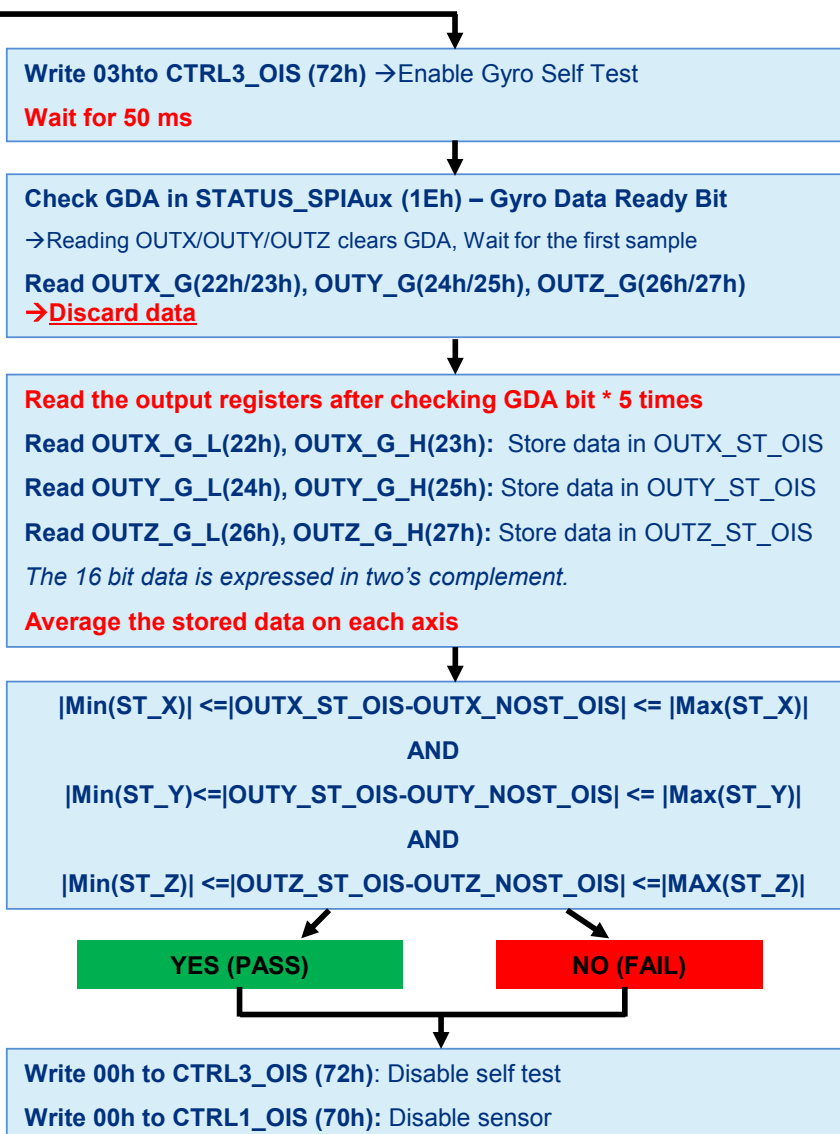 Write 03hto CTRL3_OIS (72h) →Enable Gyro Self Test
Wait for 50 ms
Check GDA in STATUS_SPIAux (1Eh) – Gyro Data Ready Bit
→Reading OUTX/OUTY/OUTZ clears GDA, Wait for the first sample
Read OUTX_G(22h/23h), OUTY_G(24h/25h), OUTZ_G(26h/27h)
→Discard data
Read the output registers after checking GDA bit * 5 times
Read OUTX_G_L(22h), OUTX_G_H(23h): Store data in OUTX_ST_OIS
Read OUTY_G_L(24h), OUTY_G_H(25h): Store data in OUTY_ST_OIS
Read OUTZ_G_L(26h), OUTZ_G_H(27h): Store data in OUTZ_ST_OIS
The 16 bit data is expressed in two's complement.
Average the stored data on each axis
|Min(ST_X)| <=|OUTX_ST_OIS-OUTX_NOST_OIS| <= |Max(ST_X)|
AND
|Min(ST_Y)<=|OUTY_ST_OIS-OUTY_NOST_OIS| <= |Max(ST_Y)|
AND
|Min(ST_Z)| <=|OUTZ_ST_OIS-OUTZ_NOST_OIS| <=|MAX(ST_Z)|
YES (PASS)
NO (FAIL)
Write 00h to CTRL3_OIS (72h): Disable self test
Write 00h to CTRL1_OIS (70h): Disable sensor